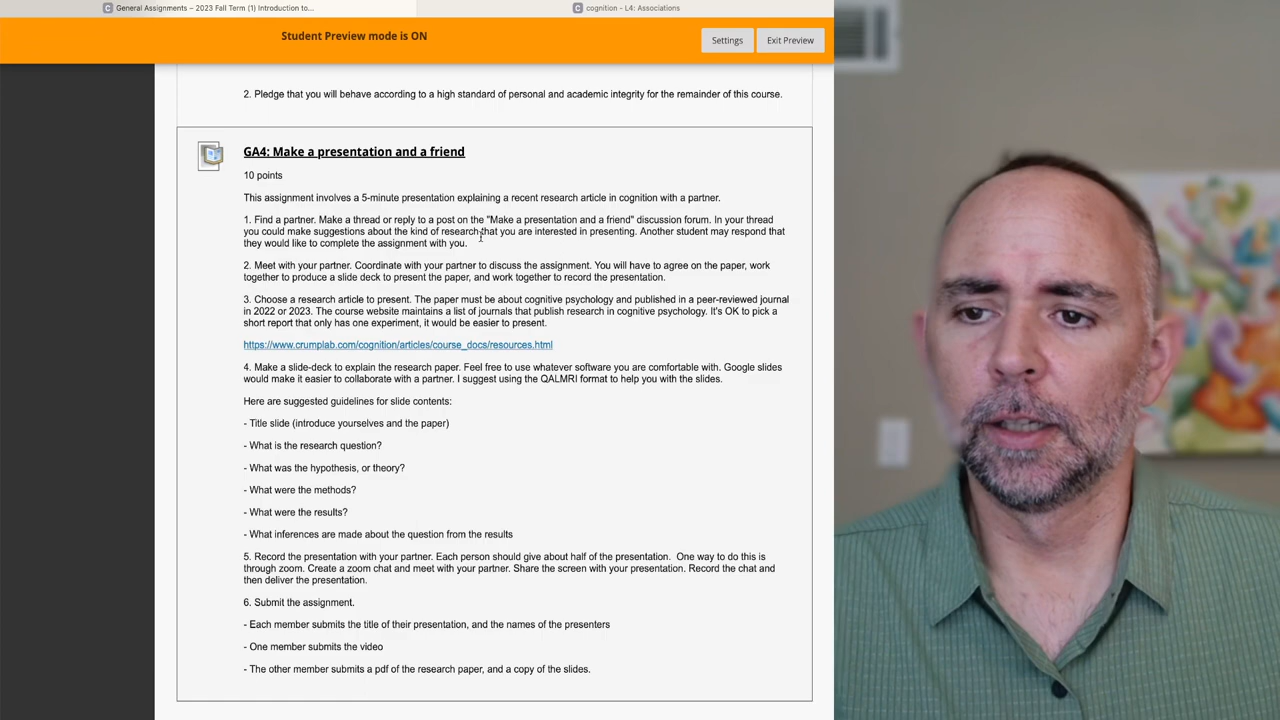 General Assignments – 2023 Fall Term (1) Introduction to...
cognition - L4: Associations
Student Preview mode is ON
Settings
Exit Preview
2. Pledge that you will behave according to a high standard of personal and academic integrity for the remainder of this course.
GA4: Make a presentation and a friend
10 points
This assignment involves a 5-minute presentation explaining a recent research article in cognition with a partner.
1. Find a partner. Make a thread or reply to a post on the "Make a presentation and a friend" discussion forum. In your thread
you could make suggestions about the kind of research that you are interested in presenting. Another student may respond that
they would like to complete the assignment with you.
2. Meet with your partner. Coordinate with your partner to discuss the assignment. You will have to agree on the paper, work
together to produce a slide deck to present the paper, and work together to record the presentation.
3. Choose a research article to present. The paper must be about cognitive psychology and published in a peer-reviewed journal
in 2022 or 2023. The course website maintains a list of journals that publish research in cognitive psychology. It's OK to pick a
short report that only has one experiment, it would be easier to present.
https://www.crumplab.com/cognition/articles/course_docs/resources.html
4. Make a slide-deck to explain the research paper. Feel free to use whatever software you are comfortable with. Google slides
would make it easier to collaborate with a partner. I suggest using the QALMRI format to help you with the slides.
Here are suggested guidelines for slide contents:
- Title slide (introduce yourselves and the paper)
- What is the research question?
- What was the hypothesis, or theory?
- What were the methods?
- What were the results?
- What inferences are made about the question from the results
5. Record the presentation with your partner. Each person should give about half of the presentation. One way to do this is
through zoom. Create a zoom chat and meet with your partner. Share the screen with your presentation. Record the chat and
then deliver the presentation.
6. Submit the assignment.
- Each member submits the title of their presentation, and the names of the presenters
- One member submits the video
- The other member submits a pdf of the research paper, and a copy of the slides.